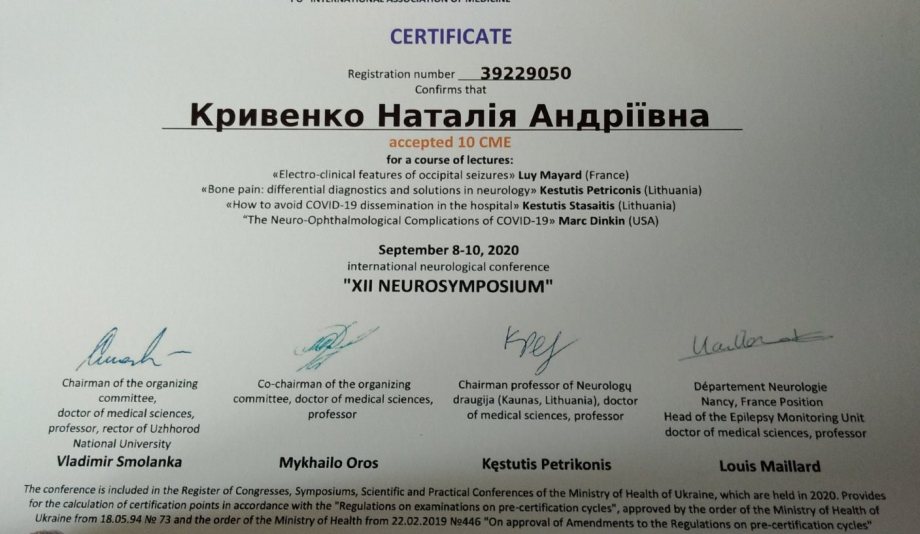 INTERNATIONAL ASSOCIATION OF MEDICINE
CERTIFICATE
Registration number 39229050
Confirms that
Кривенко Наталія Андріївна
accepted 10 CME
for a course of lectures:
«Electro-clinical features of occipital seizures» Luy Mayard (France)
«Bone pain: differential diagnostics and solutions in neurology» Kestutis Petriconis (Lithuania)
«How to avoid COVID-19 dissemination in the hospital» Kestutis Stasaitis (Lithuania)
"The Neuro-Ophthalmological Complications of COVID-19» Marc Dinkin (USA)
September 8-10, 2020
international neurological conference
"XII NEUROSYMPOSIUM"
Chairman of the organizing
committee,
doctor of medical sciences,
professor, rector of Uzhhorod
National University
Vladimir Smolanka
Co-chairman of the organizing
committee, doctor of medical sciences,
professor
Mykhailo Oros
Chairman professor of Neurologų
draugija (Kaunas, Lithuania), doctor
of medical sciences, professor
Kęstutis Petrikonis
Département Neurologie
Nancy, France Position
Head of the Epilepsy Monitoring Unit
doctor of medical sciences, professor
Louis Maillard
The conference is included in the Register of Congresses, Symposiums, Scientific and Practical Conferences of the Ministry of Health of Ukraine, which are held in 2020. Provides
for the calculation of certification points in accordance with the "Regulations on examinations on pre-certification cycles", approved by the order of the Ministry of Health of
Ukraine from 18.05.94 № 73 and the order of the Ministry of Health from 22.02.2019 №446 "On approval of Amendments to the Regulations on pre-certification cycles"